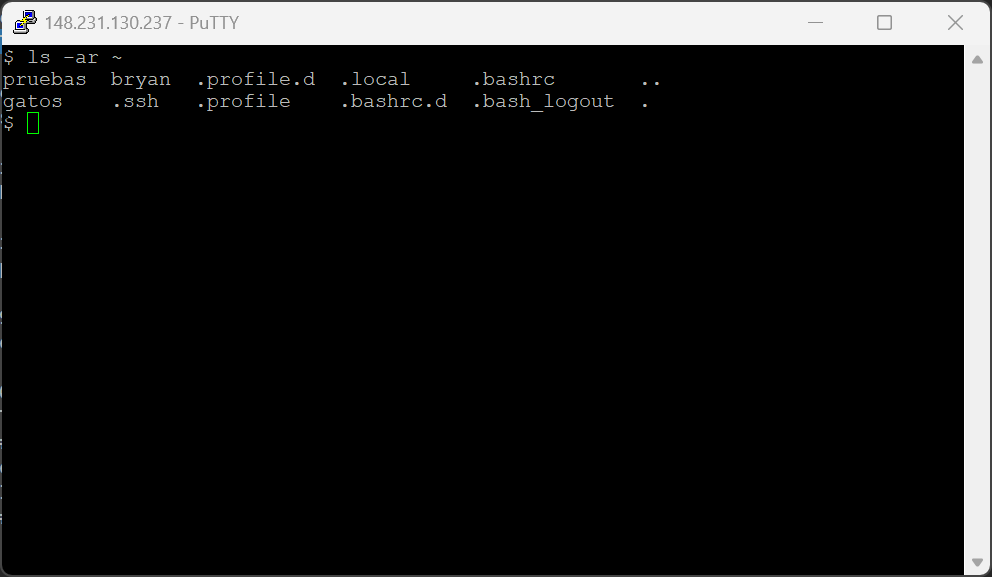 148.231.130.237 - PuTTY
$ ls -ar ~
pruebas  bryan  .profile.d  .local     .bashrc       ..
gatos    .ssh   .profile    .bashrc.d  .bash_logout  .
$